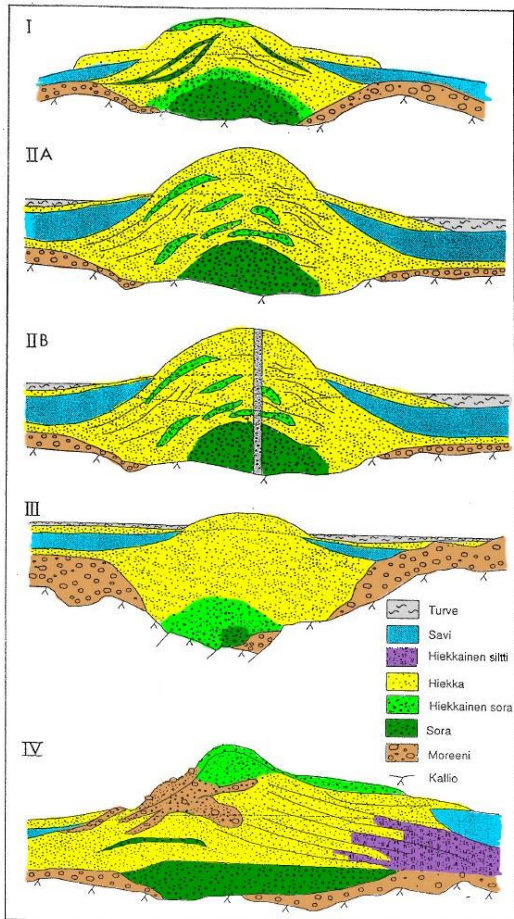 I
IIA
IIB
III
Turve
Savi
Hiekkainen siltti
Hiekka
Hiekkainen sora
Sora
Moreeni
Kallio
IV